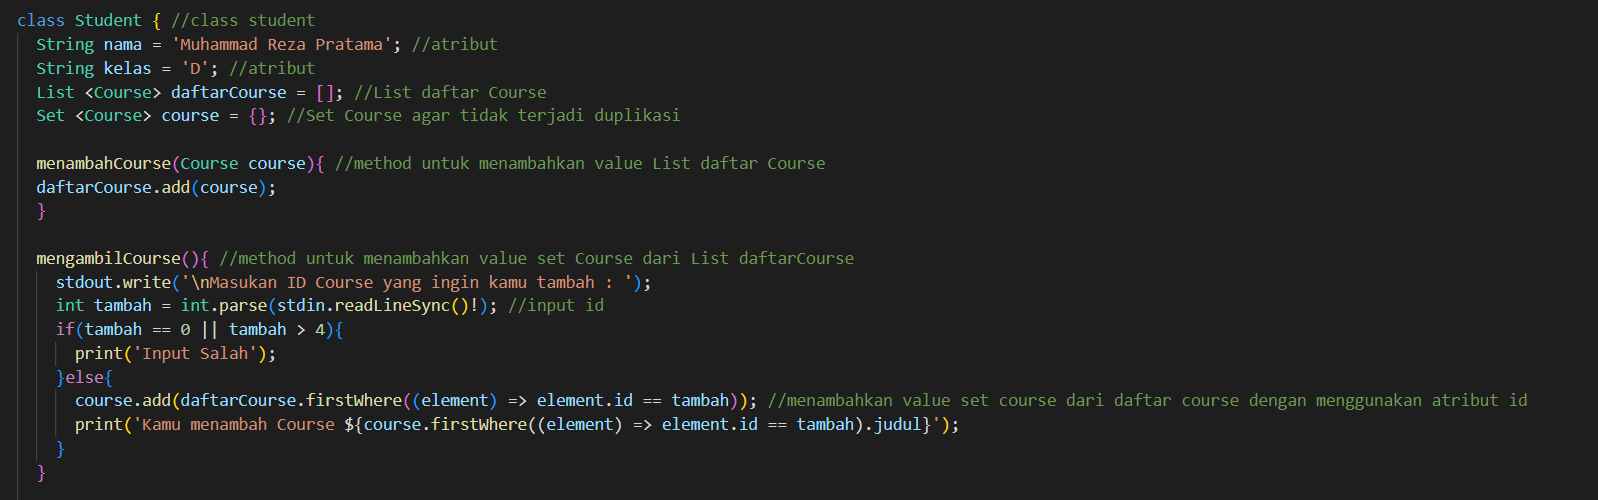 class Student { //class student
String nama = 'Muhammad Reza Pratama'; //atribut
String kelas = 'D'; //atribut
List <Course> daftarCourse = []; //List daftar Course
Set <Course> course = {}; //Set Course agar tidak terjadi duplikasi
menambahCourse(Course course){ //method untuk menambahkan value List daftar Course
daftarCourse.add(course);
}
mengambilCourse(){ //method untuk menambahkan value set Course dari List daftarCourse
stdout.write('\nMasukan ID Course yang ingin kamu tambah : ');
int tambah = int.parse(stdin.readLineSync()!); //input id
if(tambah == 0 || tambah > 4){
print('Input Salah');
}else{
course.add(daftarCourse.firstWhere((element) => element.id == tambah)); //menambahkan value set course dari daftar course dengan menggunakan atribut id
print('Kamu menambah Course ${course.firstWhere((element) => element.id == tambah).judul}');
}
}